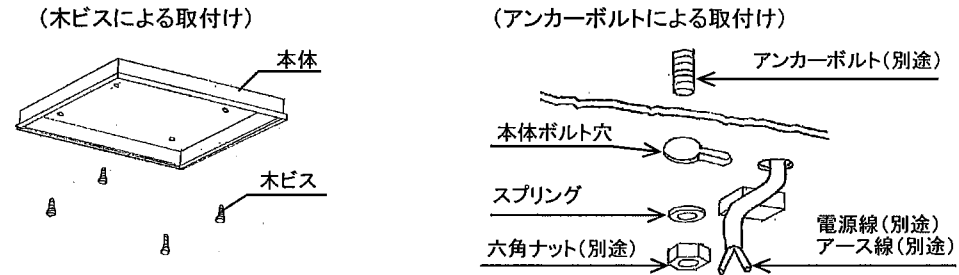 (木ビスによる取付け)
本体
木ビス
(アンカーボルトによる取付け)
アンカーボルト(別途)
本体ボルト穴
スプリング
六角ナット(別途)
電源線(別途)
アース線(別途)